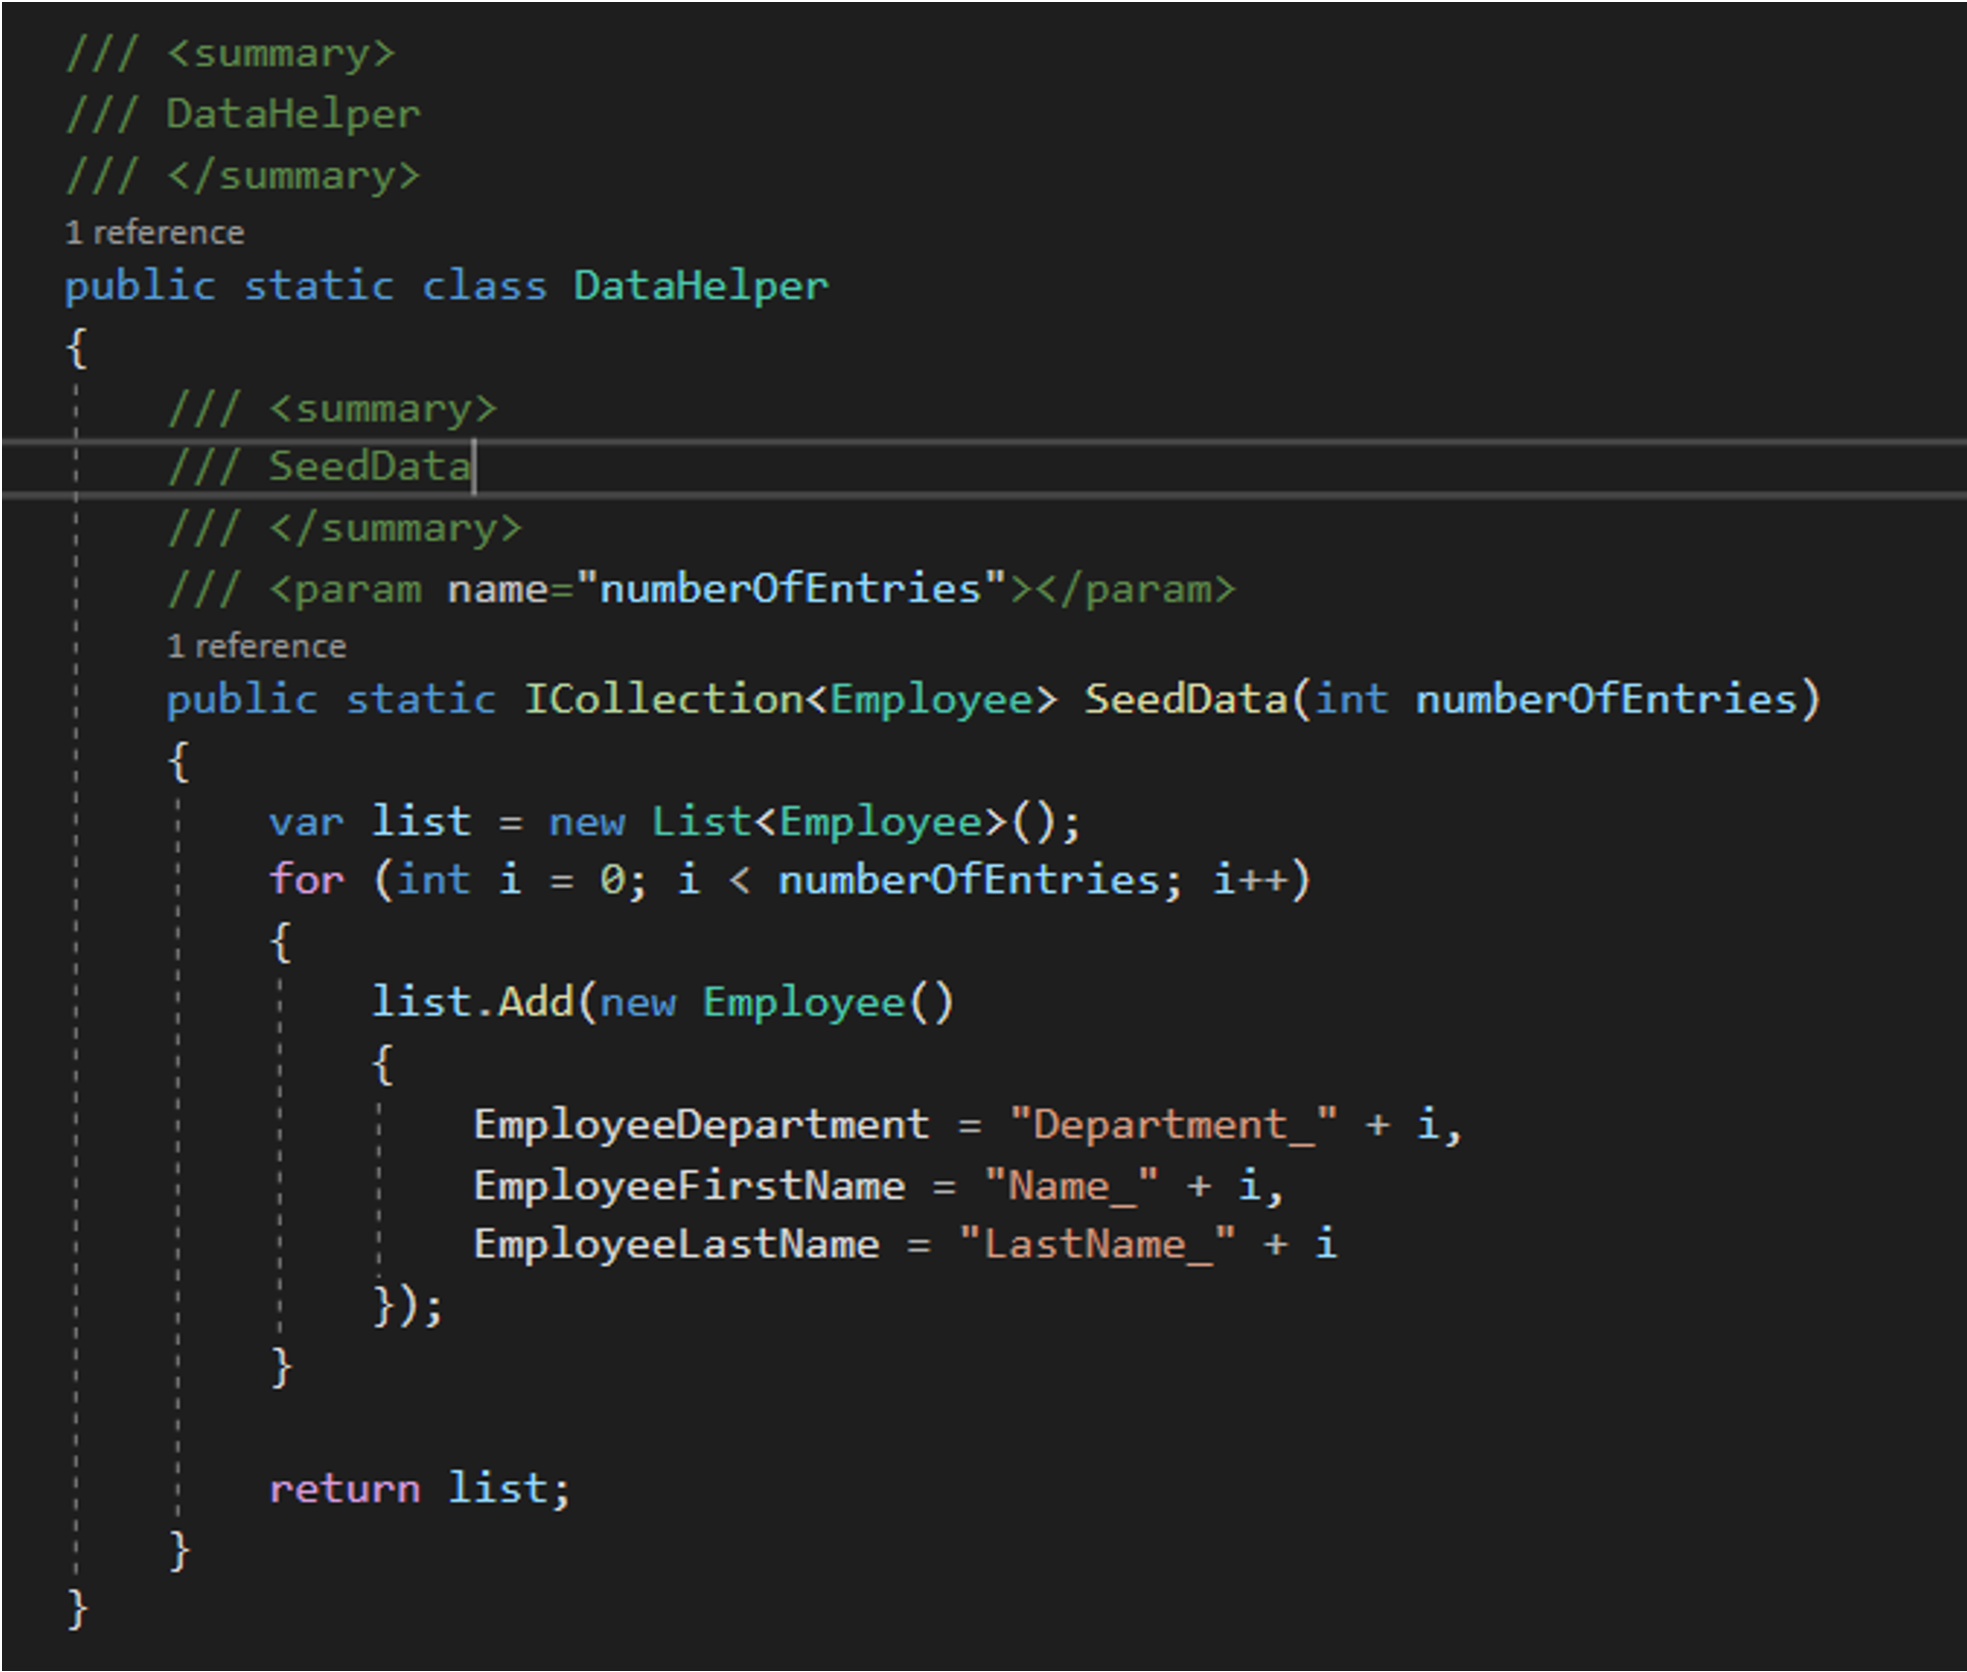 /// <summary>
/// DataHelper
/// </summary>
1 reference
public static class DataHelper
{
/// <summary>
/// SeedData
/// </summary>
/// <param name="numberOfEntries"></param>
1 reference
public static ICollection<Employee> SeedData(int numberOfEntries)
{
var list = new List<Employee>();
for (int i = 0; i < numberOfEntries; i++)
{
list.Add(new Employee()
{
EmployeeDepartment = "Department_" + i,
EmployeeFirstName = "Name_" + i,
EmployeeLastName = "LastName_" + i
});
}
return list;
}
}